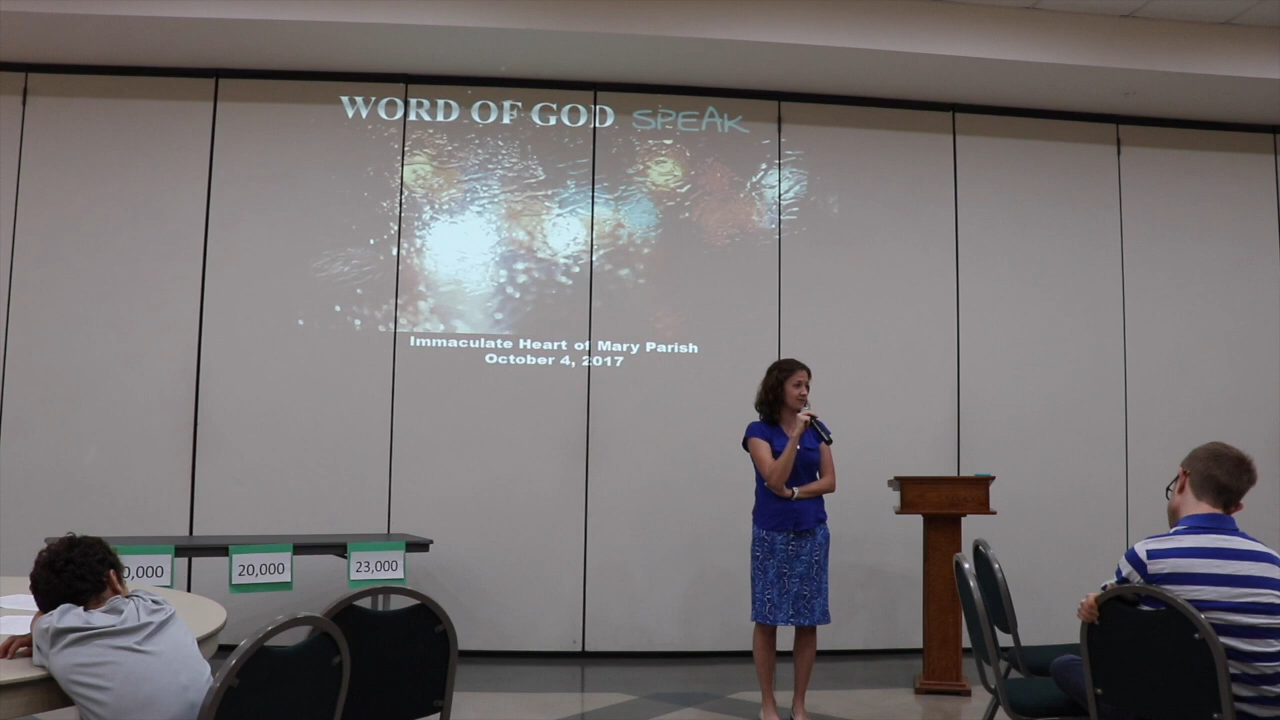 WORD OF GOD SPEAK
Immaculate Heart of Mary Parish
October 4, 2017
20,000
23,000